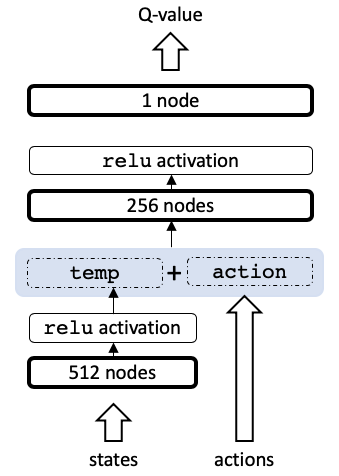 Q-value
1 node
relu activation
256 nodes
temp + action
relu activation
512 nodes
states actions